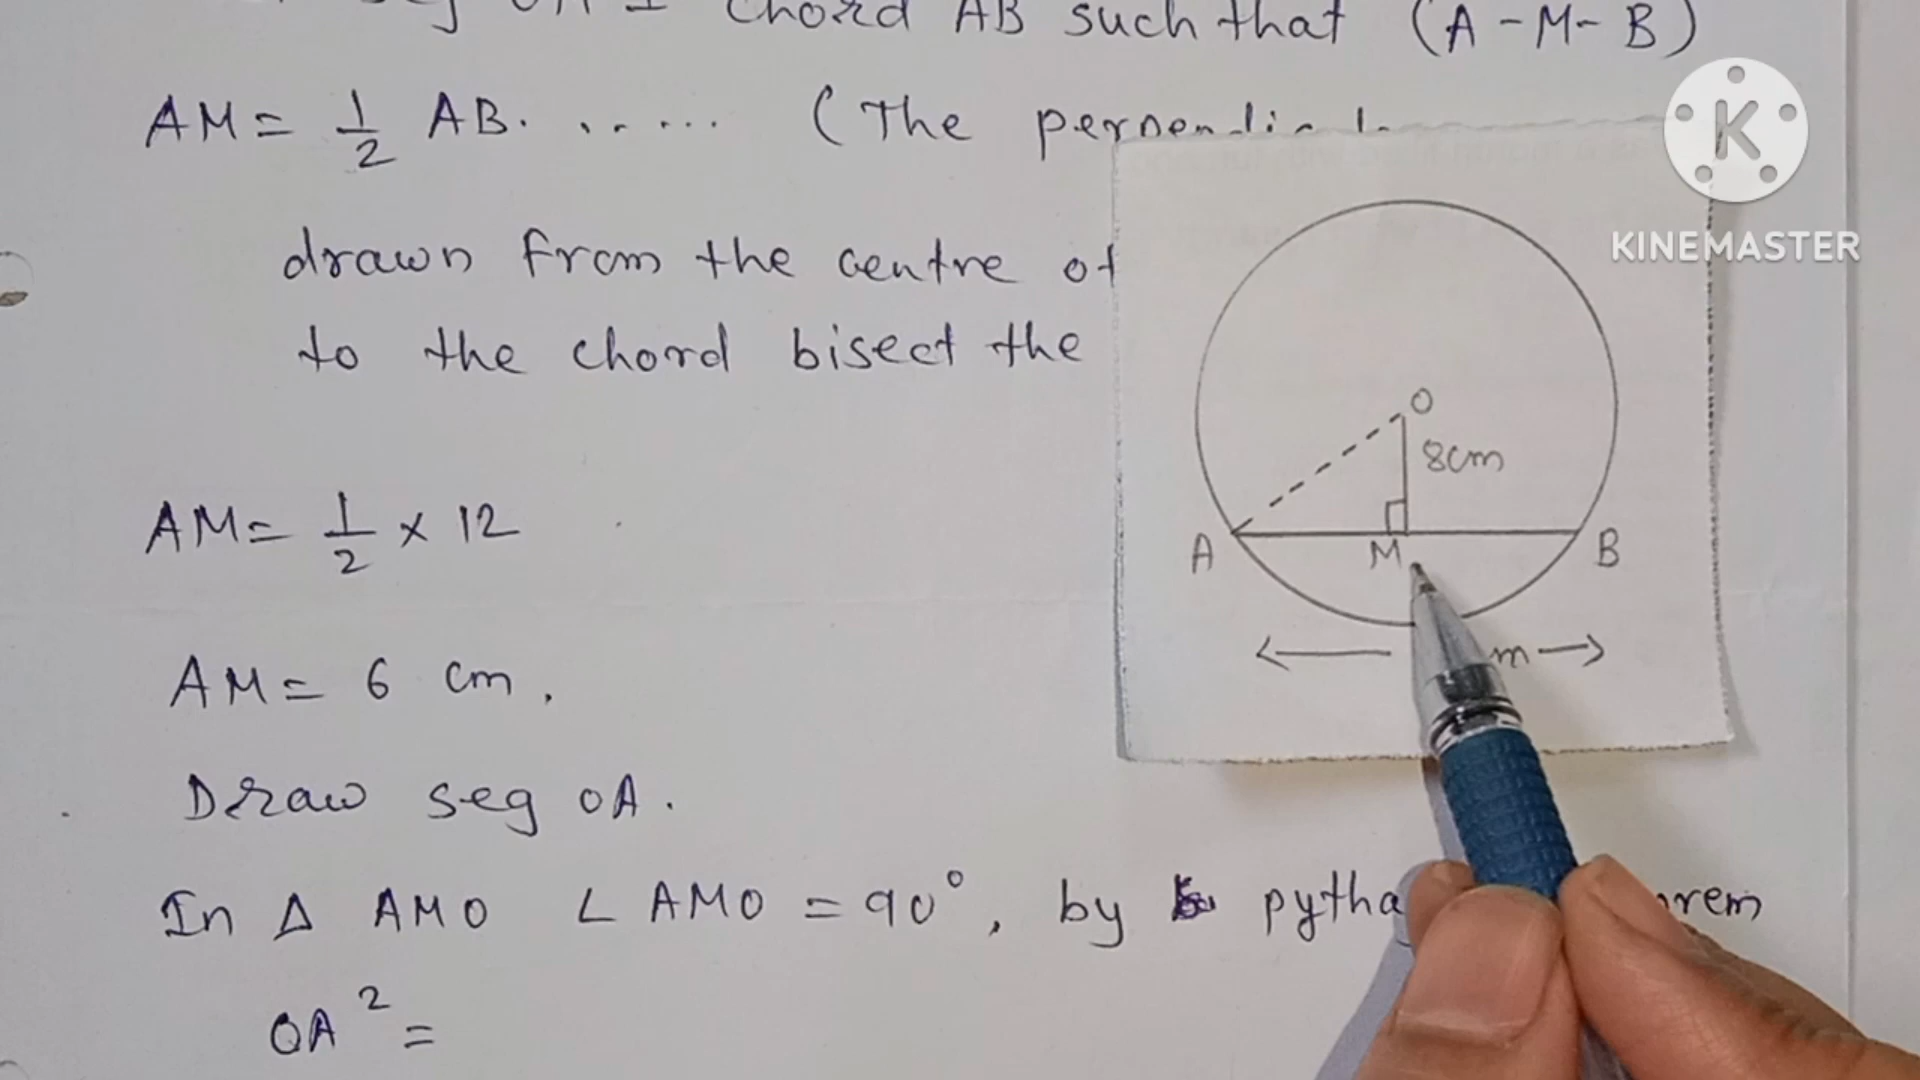 chord AB such that (A-M-B)
AM = 1/2 AB. ..... (The
drawn from the centre of
to the chord bisect the
AM = 1/2 × 12
AM = 6 cm.
Draw seg OA.
In Δ AMO ∠AMO = 90°, by
OA² =
O
8cm
A
M
B
K
KINEMASTER